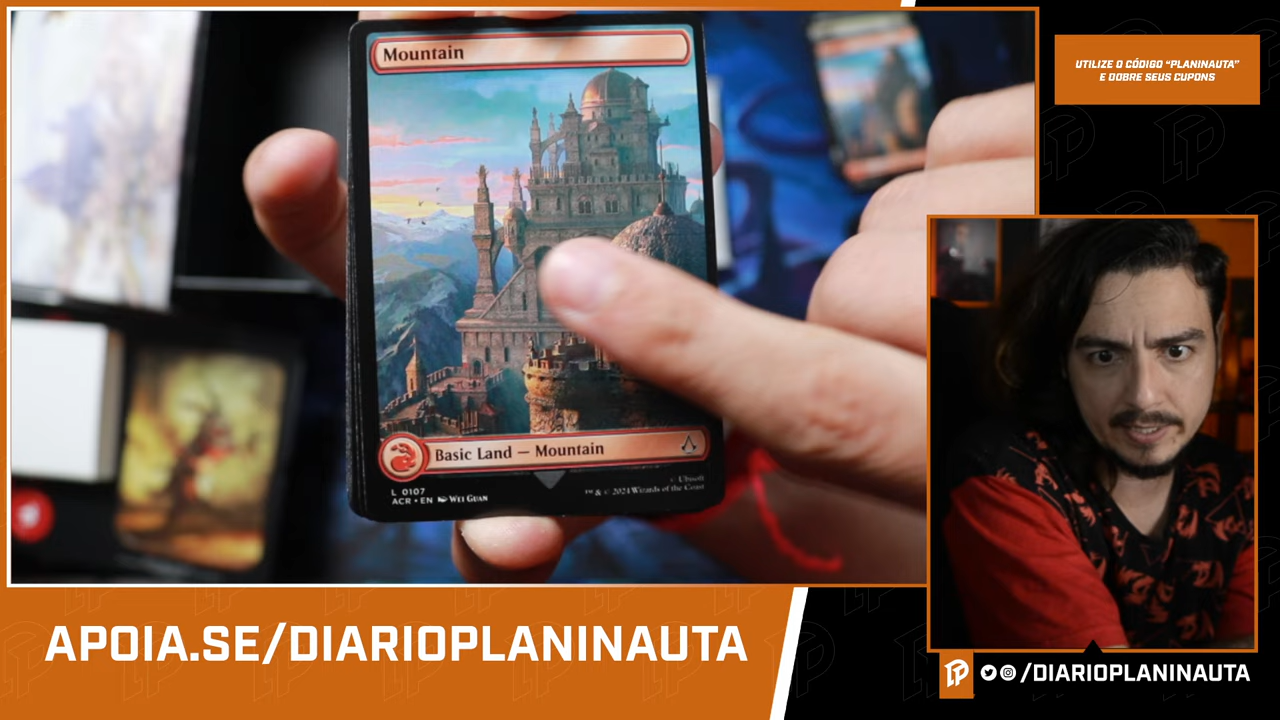 Mountain
UTILIZE O CÓDIGO “PLANINAUTA”
E DOBRE SEUS CUPONS
Basic Land — Mountain
L 0107
ACR • EN Wei Guan
© Ubisoft
™ & © 2024 Wizards of the Coast
APOIA.SE/DIARIOPLANINAUTA
/DIARIOPLANINAUTA